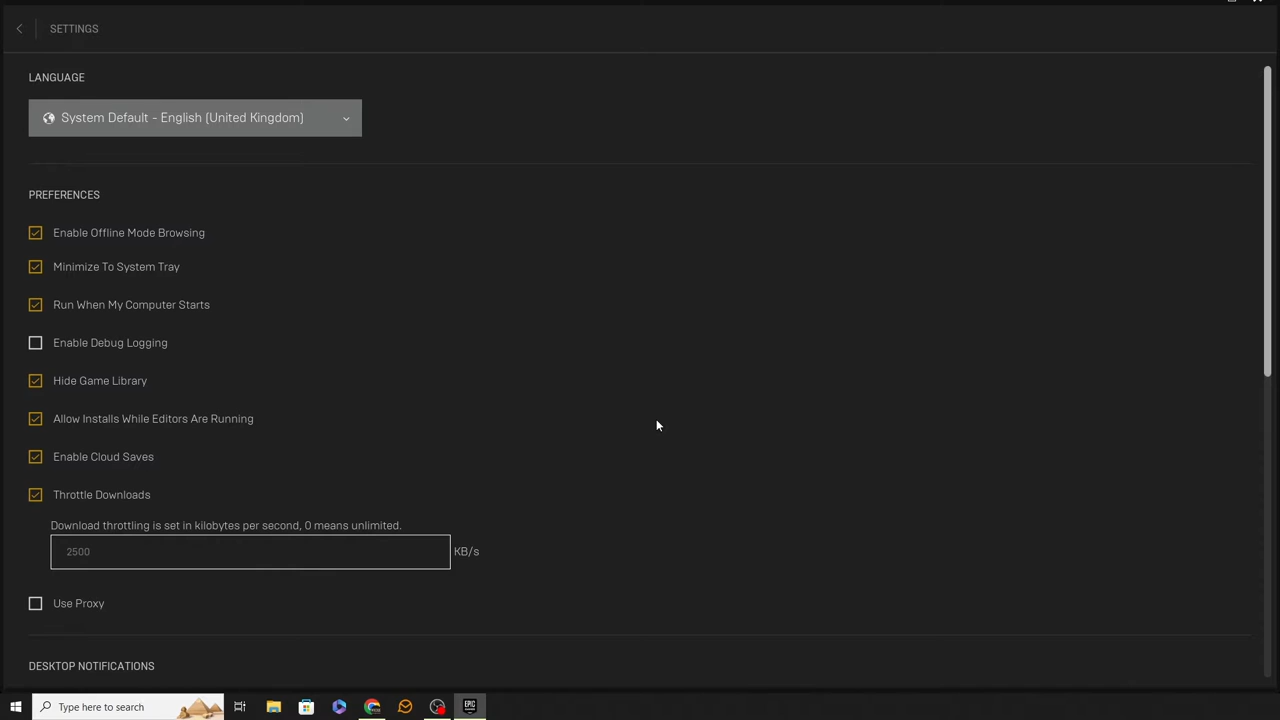 SETTINGS
LANGUAGE
System Default - English (United Kingdom)
PREFERENCES
Enable Offline Mode Browsing
Minimize To System Tray
Run When My Computer Starts
Enable Debug Logging
Hide Game Library
Allow Installs While Editors Are Running
Enable Cloud Saves
Throttle Downloads
Download throttling is set in kilobytes per second, 0 means unlimited.
2500 KB/s
Use Proxy
DESKTOP NOTIFICATIONS
Type here to search
EPIC